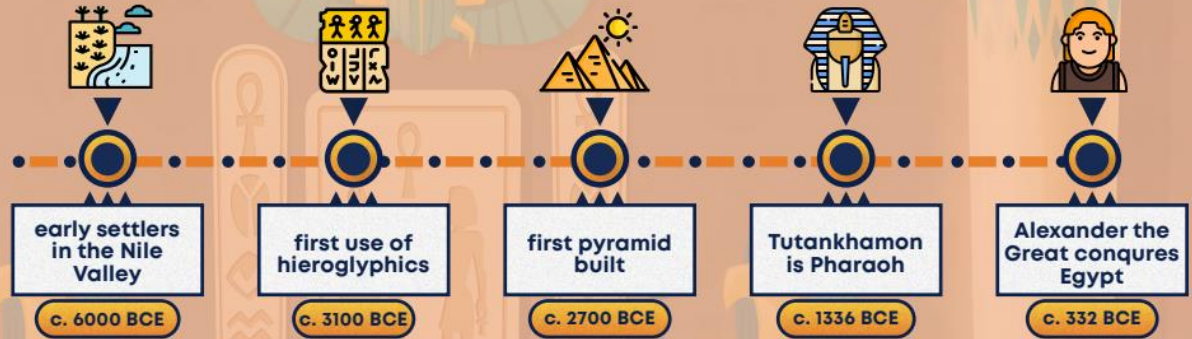 early settlers
in the Nile
Valley
c. 6000 BCE
first use of
hieroglyphics
c. 3100 BCE
first pyramid
built
c. 2700 BCE
Tutankhamon
is Pharaoh
c. 1336 BCE
Alexander the
Great conqures
Egypt
c. 332 BCE